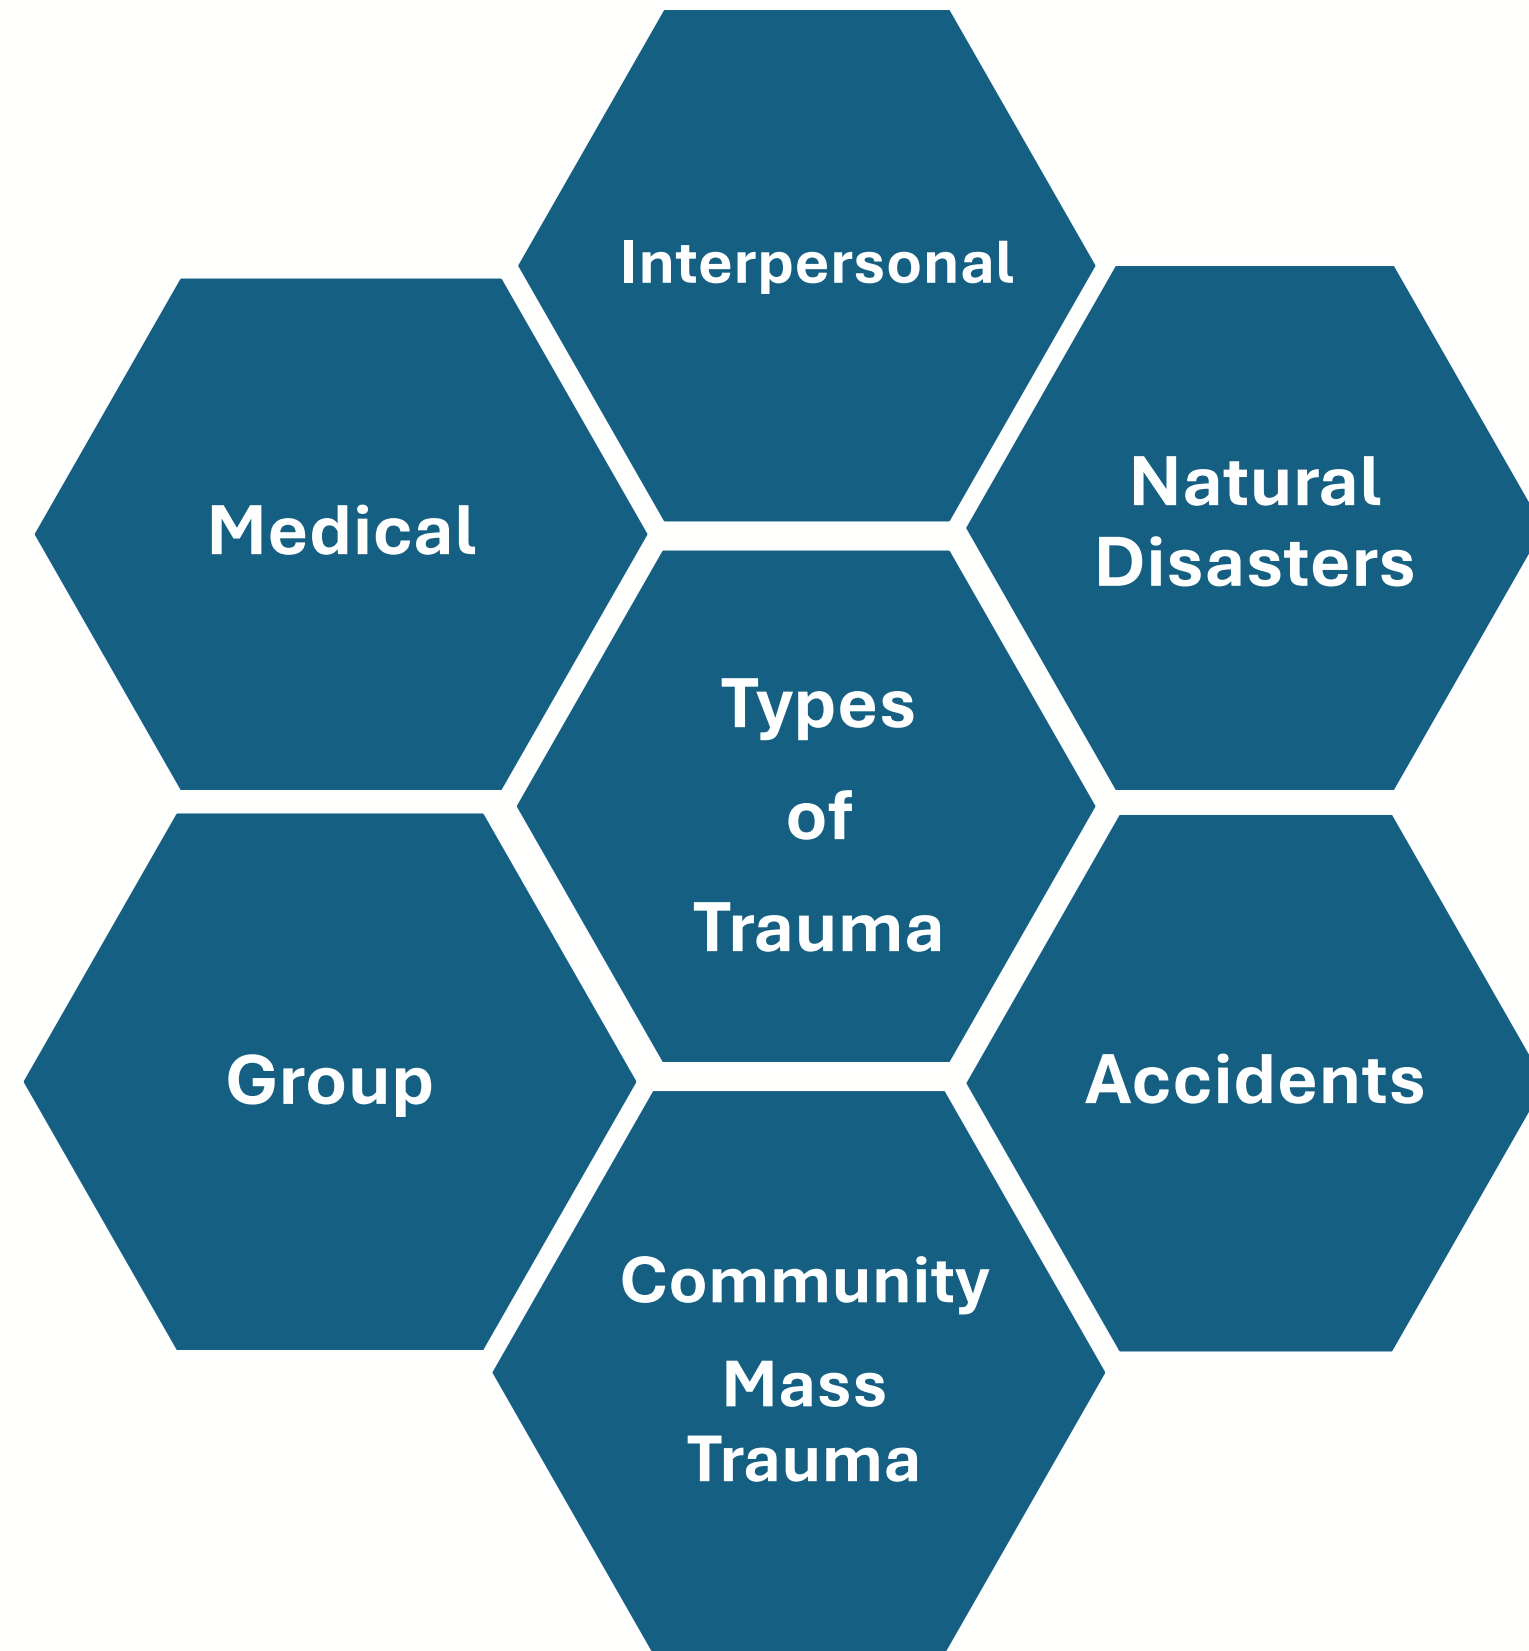 Interpersonal
Natural
Disasters
Medical
Types
of
Trauma
Accidents
Group
Community
Mass
Trauma